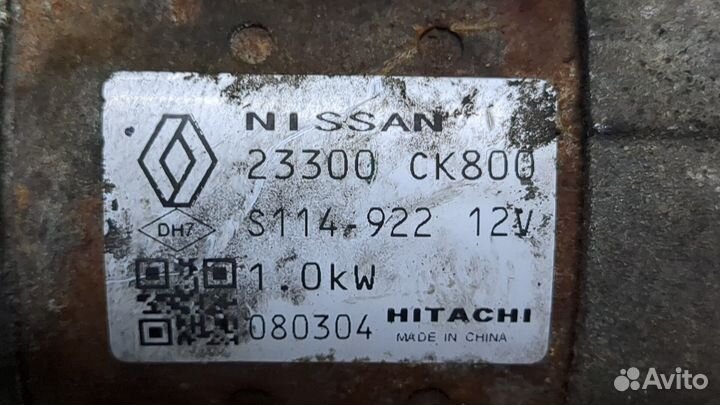 NISSAN
23300 CK800
DH7
S114-922 12V
1.0kW
080304 HITACHI
MADE IN CHINA
Avito